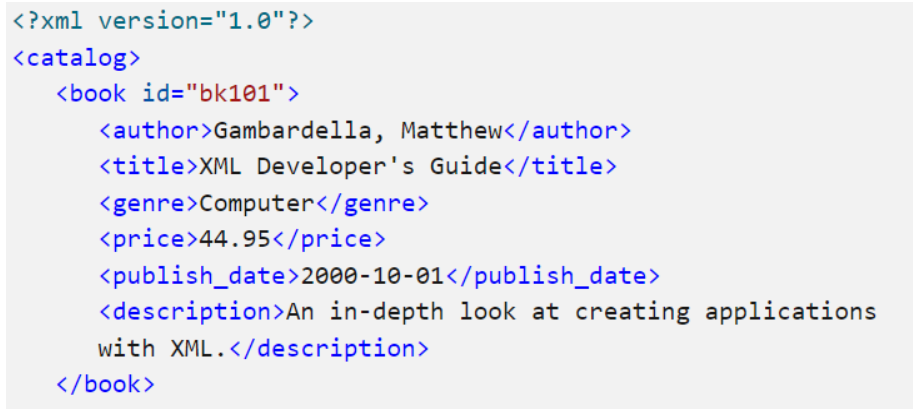 <?xml version="1.0"?>
<catalog>
<book id="bk101">
<author>Gambardella, Matthew</author>
<title>XML Developer's Guide</title>
<genre>Computer</genre>
<price>44.95</price>
<publish_date>2000-10-01</publish_date>
<description>An in-depth look at creating applications
with XML.</description>
</book>